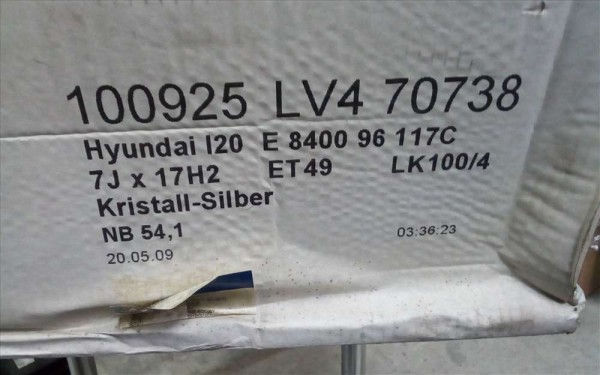 100925 LV4 70738
Hyundai I20 E 8400 96 117C
7J x 17H2 ET49 LK100/4
Kristall-Silber
NB 54,1
03:36:23
20.05.09